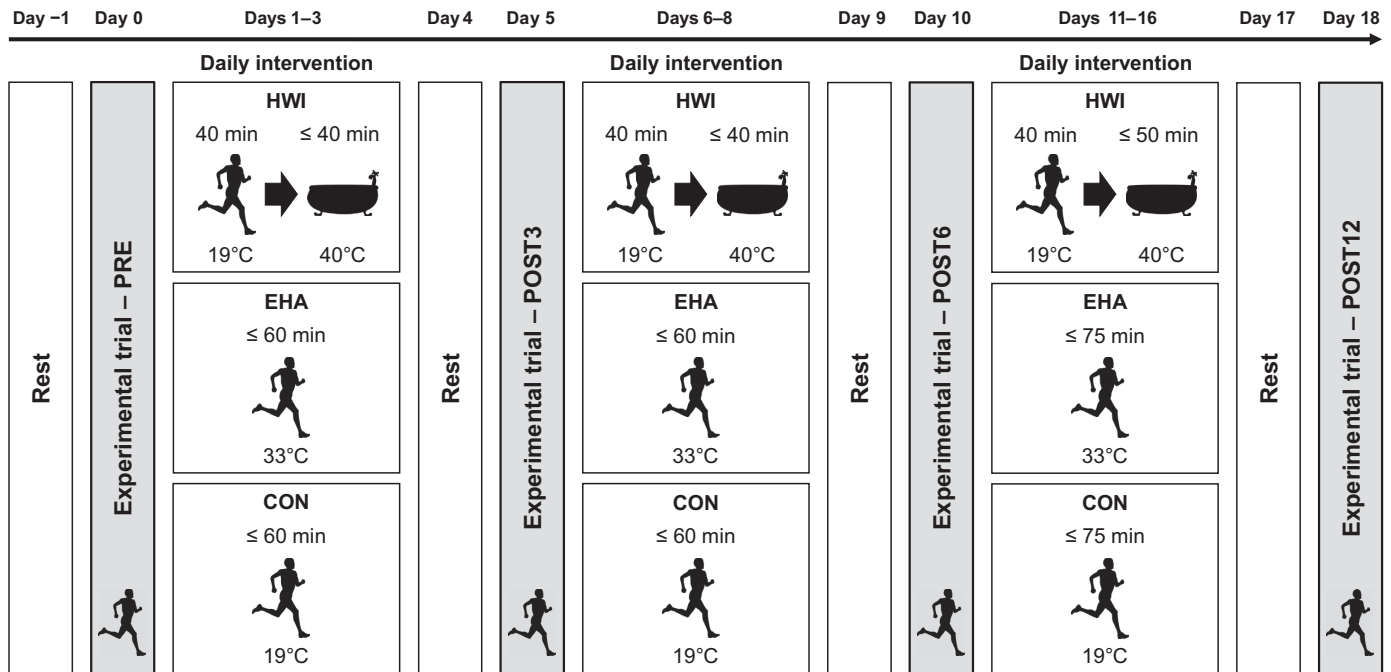 Day −1 Day 0 Days 1–3 Day 4 Day 5 Days 6–8 Day 9 Day 10 Days 11–16 Day 17 Day 18
Rest
Experimental trial – PRE
Daily intervention
HWI
40 min ≤ 40 min
19°C 40°C
EHA
≤ 60 min
33°C
CON
≤ 60 min
19°C
Rest
Experimental trial – POST3
Daily intervention
HWI
40 min ≤ 40 min
19°C 40°C
EHA
≤ 60 min
33°C
CON
≤ 60 min
19°C
Rest
Experimental trial – POST6
Daily intervention
HWI
40 min ≤ 50 min
19°C 40°C
EHA
≤ 75 min
33°C
CON
≤ 75 min
19°C
Rest
Experimental trial – POST12